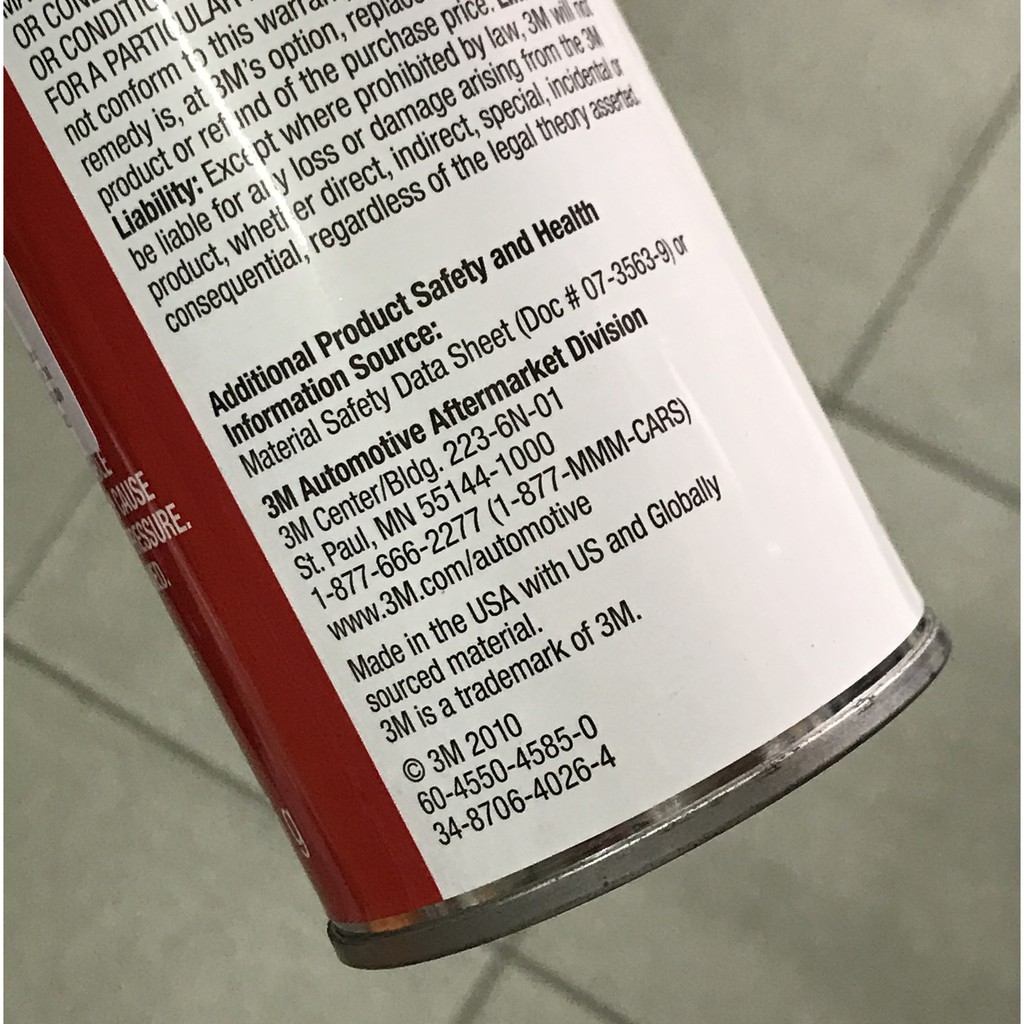 OR CONDITIO
FOR A PARTICULAR
not conform to this warran
remedy is, at 3M's option, replace
product or refund of the purchase price.
Liability: Except where prohibited by law, 3M will not
be liable for any loss or damage arising from the 3M
product, whether direct, indirect, special, incidental or
consequential, regardless of the legal theory asserted.
Additional Product Safety and Health
Information Source:
Material Safety Data Sheet (Doc # 07-3563-9) or
3M Automotive Aftermarket Division
3M Center/Bldg. 223-6N-01
St. Paul, MN 55144-1000
1-877-666-2277 (1-877-MMM-CARS)
www.3M.com/automotive
Made in the USA with US and Globally
sourced material.
3M is a trademark of 3M.
© 3M 2010
60-4550-4585-0
34-8706-4026-4
LE
CAUSE
ESSURE.
ED.
g